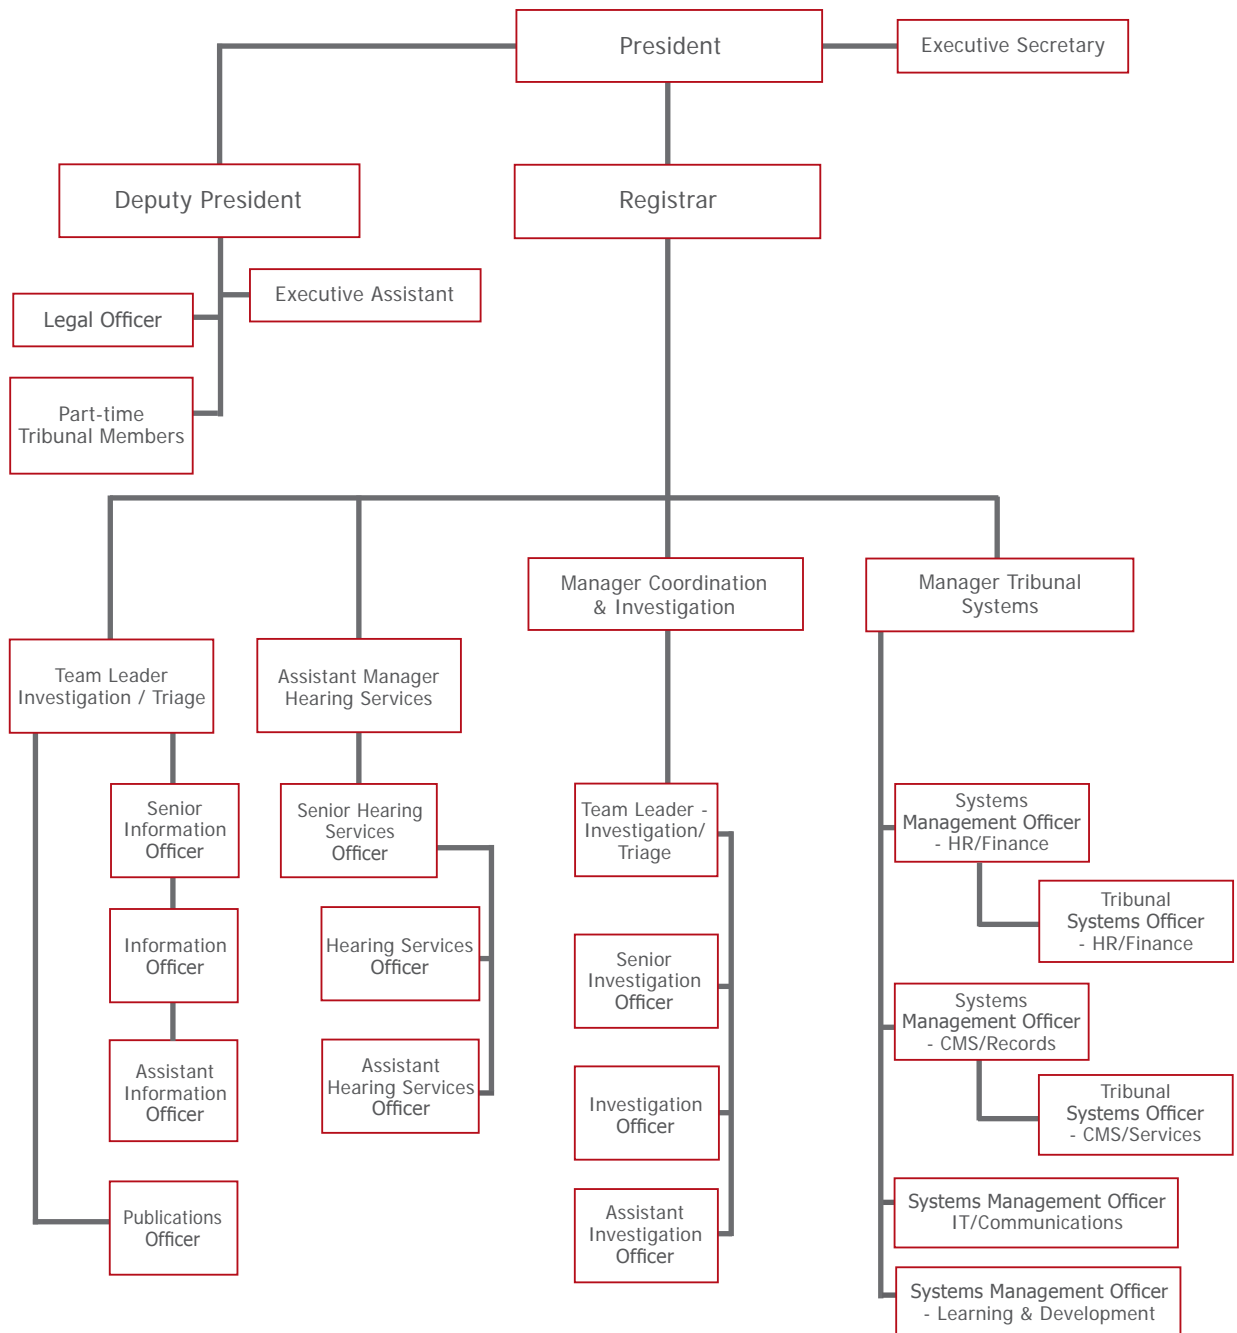 President
Executive Secretary
Deputy President
Registrar
Executive Assistant
Legal Officer
Part-time
Tribunal Members
Manager Coordination
& Investigation
Manager Tribunal
Systems
Team Leader
Investigation / Triage
Assistant Manager
Hearing Services
Senior
Information
Officer
Senior Hearing
Services
Officer
Team Leader -
Investigation/
Triage
Systems
Management Officer
- HR/Finance
Tribunal
Systems Officer
- HR/Finance
Information
Officer
Hearing Services
Officer
Senior
Investigation
Officer
Systems
Management Officer
- CMS/Records
Assistant
Information
Officer
Assistant
Hearing Services
Officer
Investigation
Officer
Tribunal
Systems Officer
- CMS/Services
Publications
Officer
Assistant
Investigation
Officer
Systems Management Officer
IT/Communications
Systems Management Officer
- Learning & Development